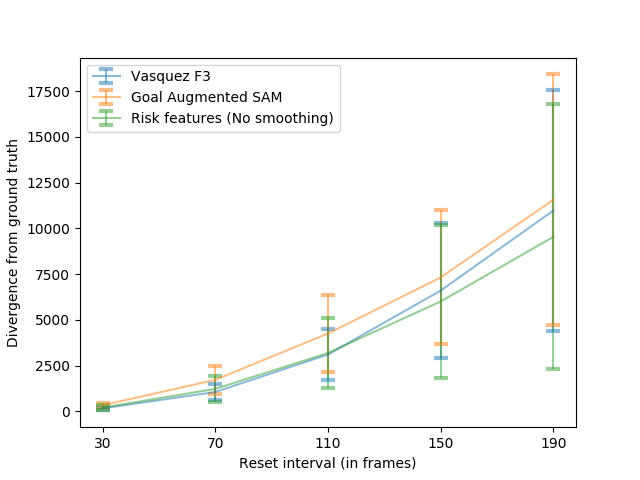 Vasquez F3
Goal Augmented SAM
Risk features (No smoothing)
Divergence from ground truth
17500
15000
12500
10000
7500
5000
2500
0
30
70
110
150
190
Reset interval (in frames)